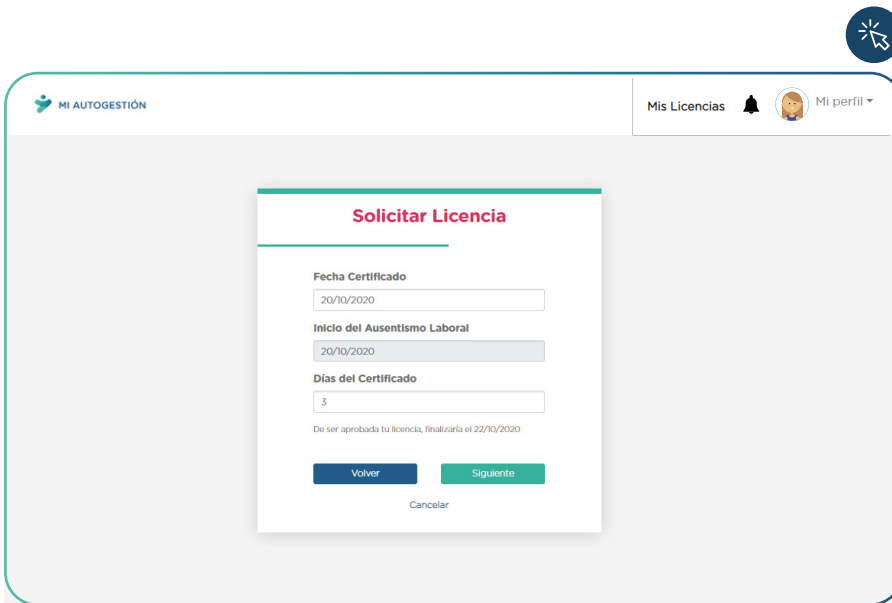 MI AUTOGESTIÓN
Mis Licencias
Mi perfil
Solicitar Licencia
Fecha Certificado
20/10/2020
Inicio del Ausentismo Laboral
20/10/2020
Días del Certificado
3
De ser aprobada tu licencia, finalizaría el 22/10/2020
Volver
Siguiente
Cancelar